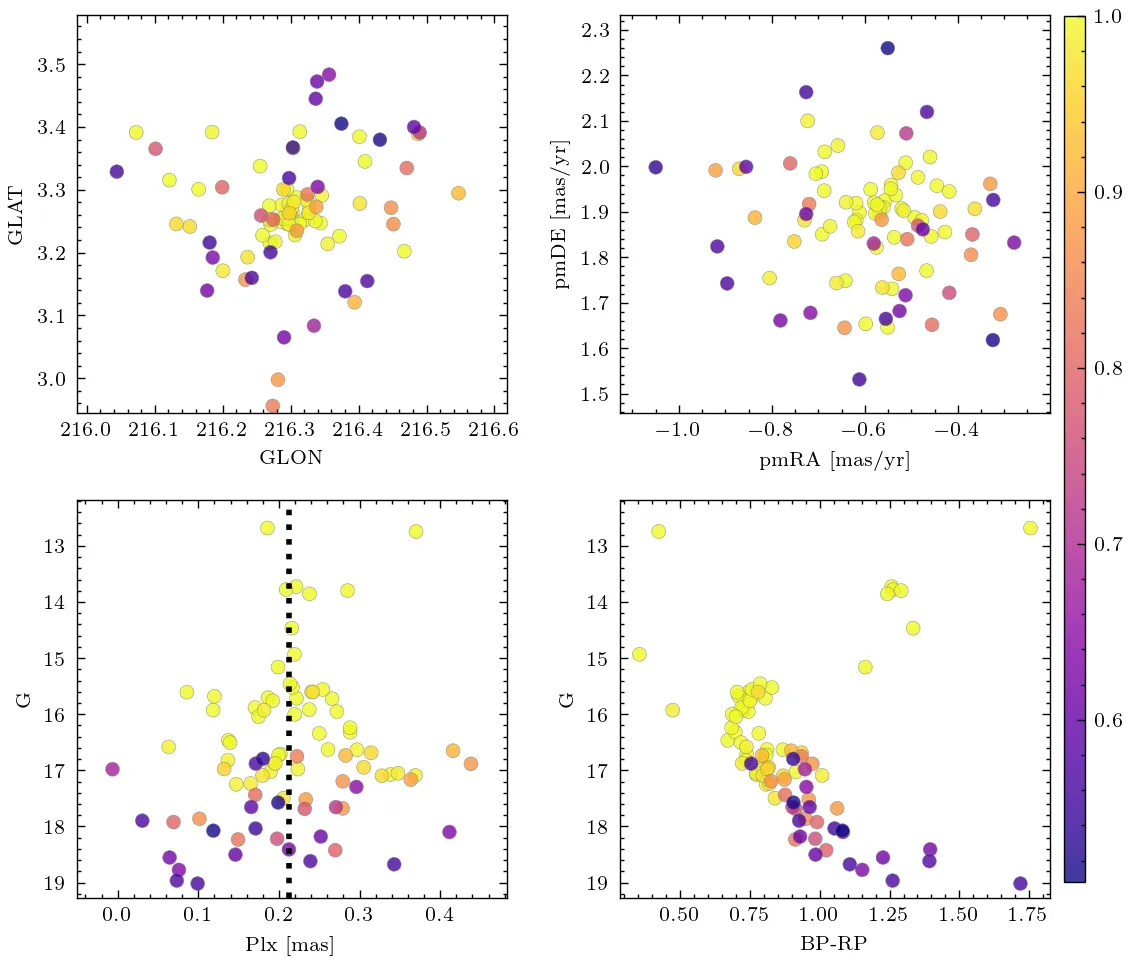 3.5
3.4
3.3
3.2
3.1
3.0
GLAT
216.0 216.1 216.2 216.3 216.4 216.5 216.6
GLON
2.3
2.2
2.1
2.0
1.9
1.8
1.7
1.6
1.5
pmDE [mas/yr]
−1.0 −0.8 −0.6 −0.4
pmRA [mas/yr]
1.0
0.9
0.8
0.7
0.6
13
14
15
16
17
18
19
G
0.0 0.1 0.2 0.3 0.4
Plx [mas]
13
14
15
16
17
18
19
G
0.50 0.75 1.00 1.25 1.50 1.75
BP-RP